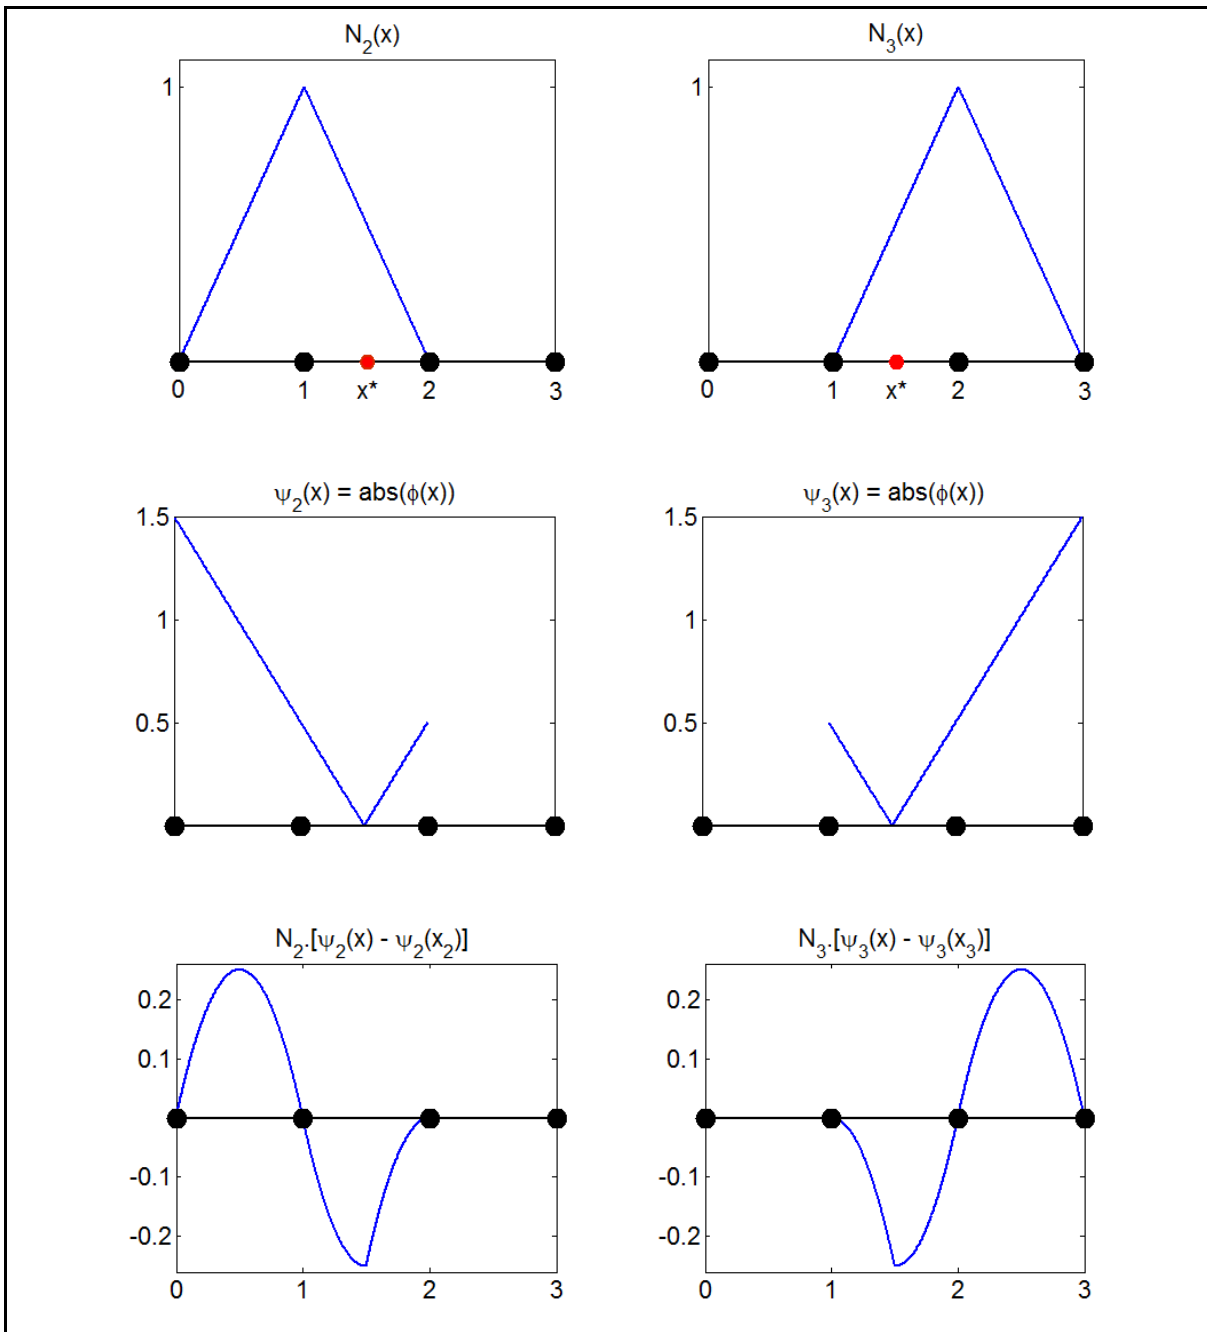 N2(x)
1
0 1 x* 2 3
N3(x)
1
0 1 x* 2 3
ψ2(x) = abs(ϕ(x))
1.5
1
0.5
ψ3(x) = abs(ϕ(x))
1.5
1
0.5
N2.[ψ2(x) - ψ2(x2)]
0.2
0.1
-0.1
-0.2
0 1 2 3
N3.[ψ3(x) - ψ3(x3)]
0.2
0.1
-0.1
-0.2
0 1 2 3